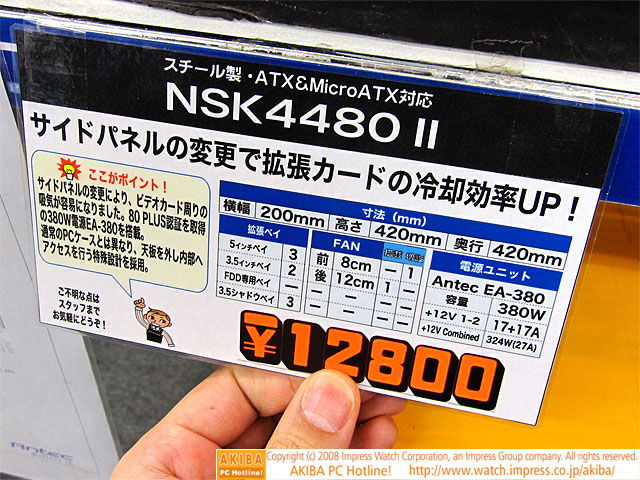 スチール製・ATX&MicroATX対応
NSK4480 II
サイドパネルの変更で拡張カードの冷却効率UP！
ここがポイント！
サイドパネルの変更により、ビデオカード周りの
吸気が容易になりました。80 PLUS認証を取得
の380W電源EA-380を搭載。
通常のPCケースとは異なり、天板を外し内部へ
アクセスを行う特殊設計を採用。
ご不明な点は
スタッフまで
お気軽にどうぞ！
寸法（mm）
横幅 200mm 高さ 420mm 奥行 420mm
拡張ベイ
5インチベイ 3
3.5インチベイ 2
FDD専用ベイ －
3.5シャドウベイ 3
FAN 搭載
前 8cm － 1
後 12cm 1 －
－ － －
－ － －
電源ユニット
Antec EA-380
容量 380W
+12V 1-2 17+17A
+12V Combined 324W(27A)
¥12800
Antec
AKIBA
PC Hotline!
Copyright (c) 2008 Impress Watch Corporation, an Impress Group company. All rights reserved.
AKIBA PC Hotline! http://www.watch.impress.co.jp/akiba/